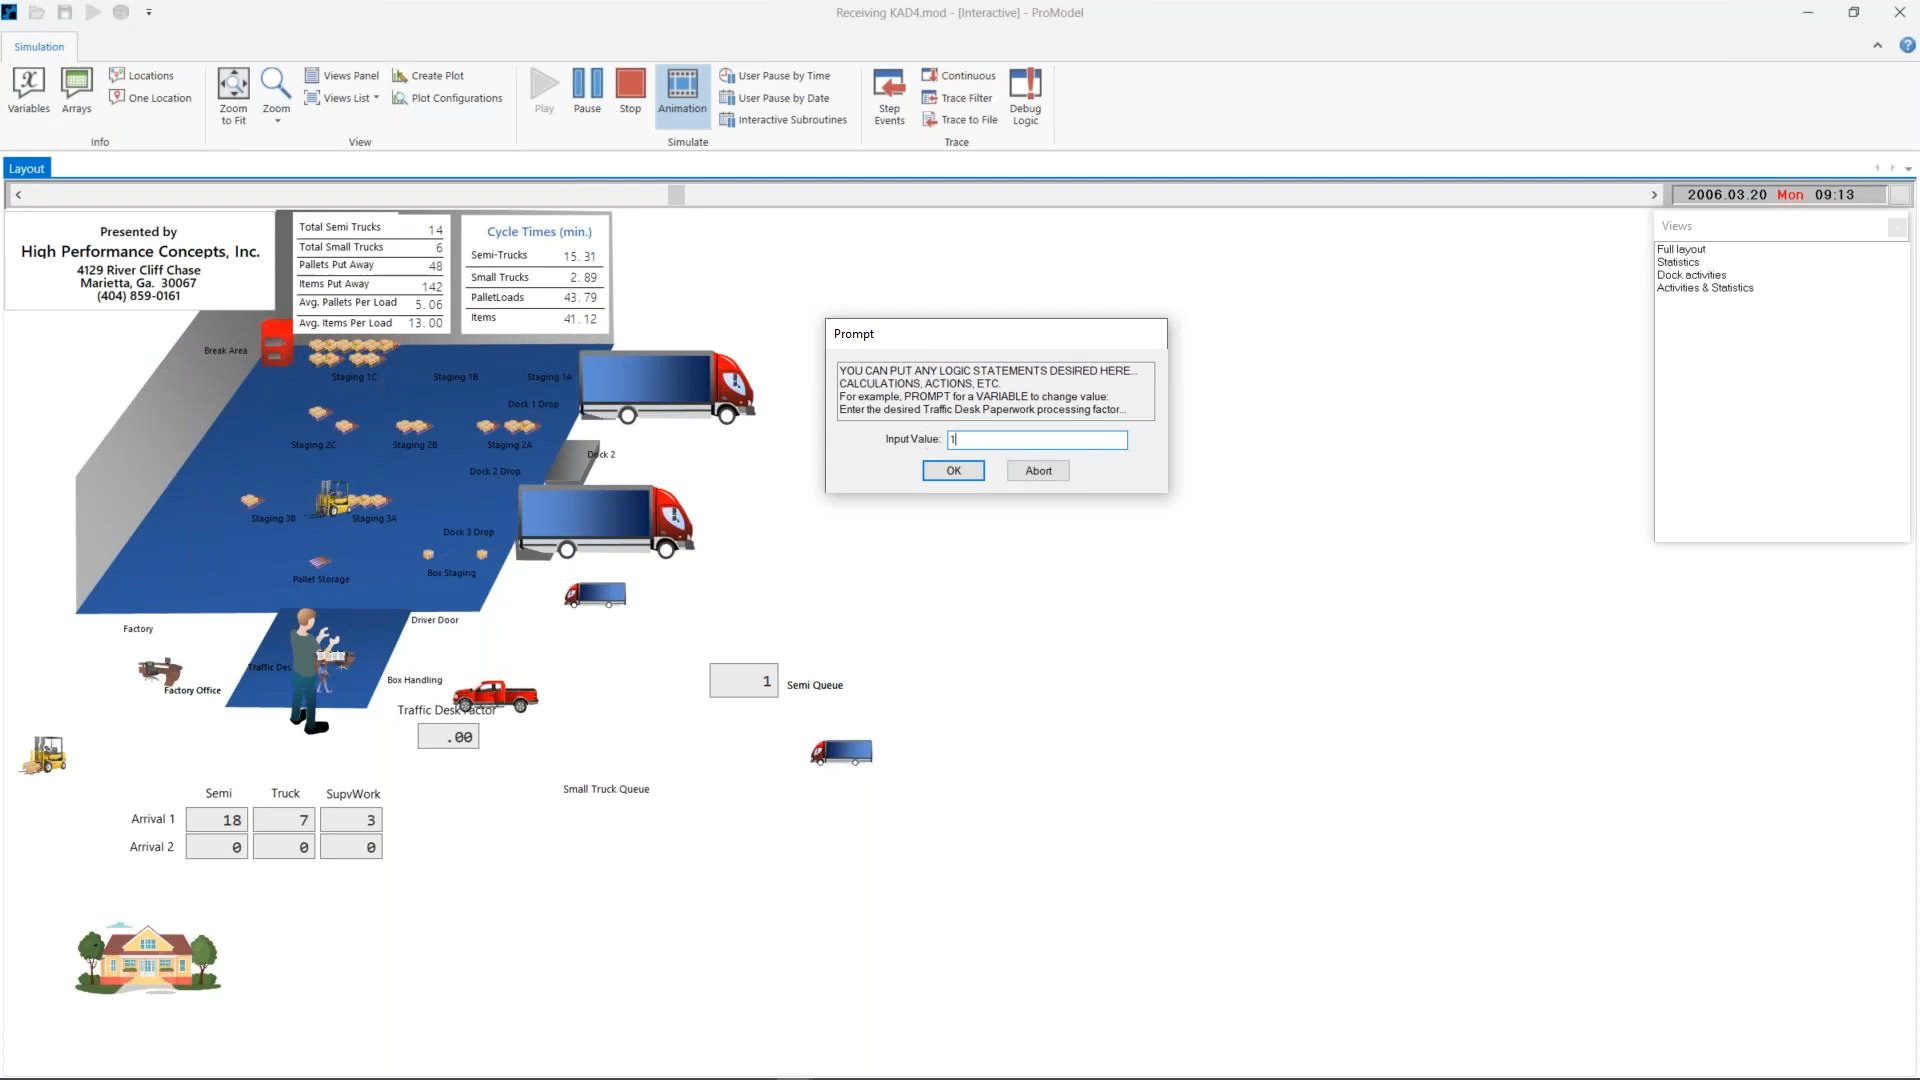 Receiving KAD4.mod - [Interactive] - ProModel
Simulation
Variables
Arrays
Locations
One Location
Info
Zoom to Fit
Zoom
Views Panel
Views List
Create Plot
Plot Configurations
View
Play
Pause
Stop
Animation
User Pause by Time
User Pause by Date
Interactive Subroutines
Simulate
Step Events
Continuous
Trace Filter
Trace to File
Debug Logic
Trace
Layout
2006.03.20 Mon 09:13
Presented by
High Performance Concepts, Inc.
4129 River Cliff Chase
Marietta, Ga. 30067
(404) 859-0161
Total Semi Trucks 14
Total Small Trucks 6
Pallets Put Away 48
Items Put Away 142
Avg. Pallets Per Load 5.06
Avg. Items Per Load 13.00
Cycle Times (min.)
Semi-Trucks 15.31
Small Trucks 2.89
PalletLoads 43.79
Items 41.12
Views
Full layout
Statistics
Dock activities
Activities & Statistics
Prompt
YOU CAN PUT ANY LOGIC STATEMENTS DESIRED HERE...
CALCULATIONS, ACTIONS, ETC.
For example, PROMPT for a VARIABLE to change value:
Enter the desired Traffic Desk Paperwork processing factor...
Input Value: 1
OK
Abort
Break Area
Staging 1C
Staging 1B
Staging 1A
Dock 1 Drop
Staging 2C
Staging 2B
Staging 2A
Dock 2
Dock 2 Drop
Staging 3B
Staging 3A
Dock 3 Drop
Pallet Storage
Box Staging
Factory
Driver Door
Traffic Des
Factory Office
Box Handling
Traffic Desk Factor
.00
1 Semi Queue
Small Truck Queue
Semi Truck SupvWork
Arrival 1 18 7 3
Arrival 2 0 0 0